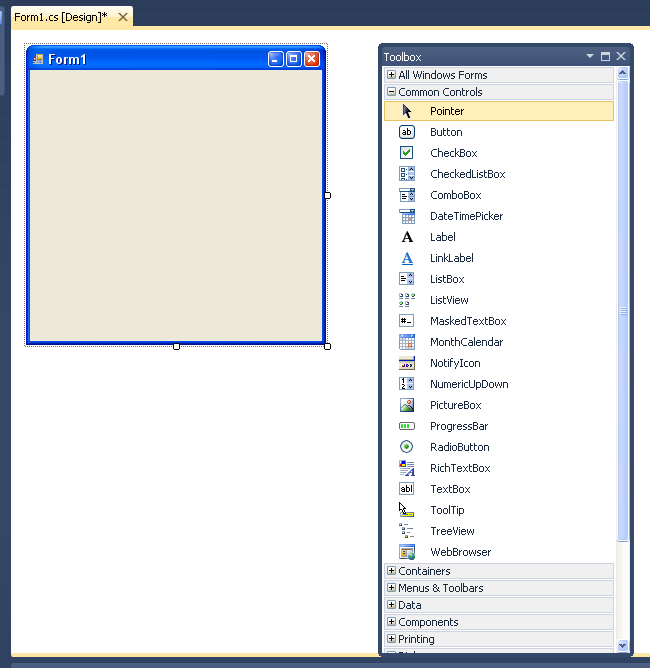 Form1.cs [Design]*
Form1
Toolbox
All Windows Forms
Common Controls
Pointer
ab Button
CheckBox
CheckedListBox
ComboBox
DateTimePicker
A Label
A LinkLabel
ListBox
ListView
#_ MaskedTextBox
MonthCalendar
NotifyIcon
NumericUpDown
PictureBox
ProgressBar
RadioButton
RichTextBox
abl TextBox
ToolTip
TreeView
WebBrowser
Containers
Menus & Toolbars
Data
Components
Printing